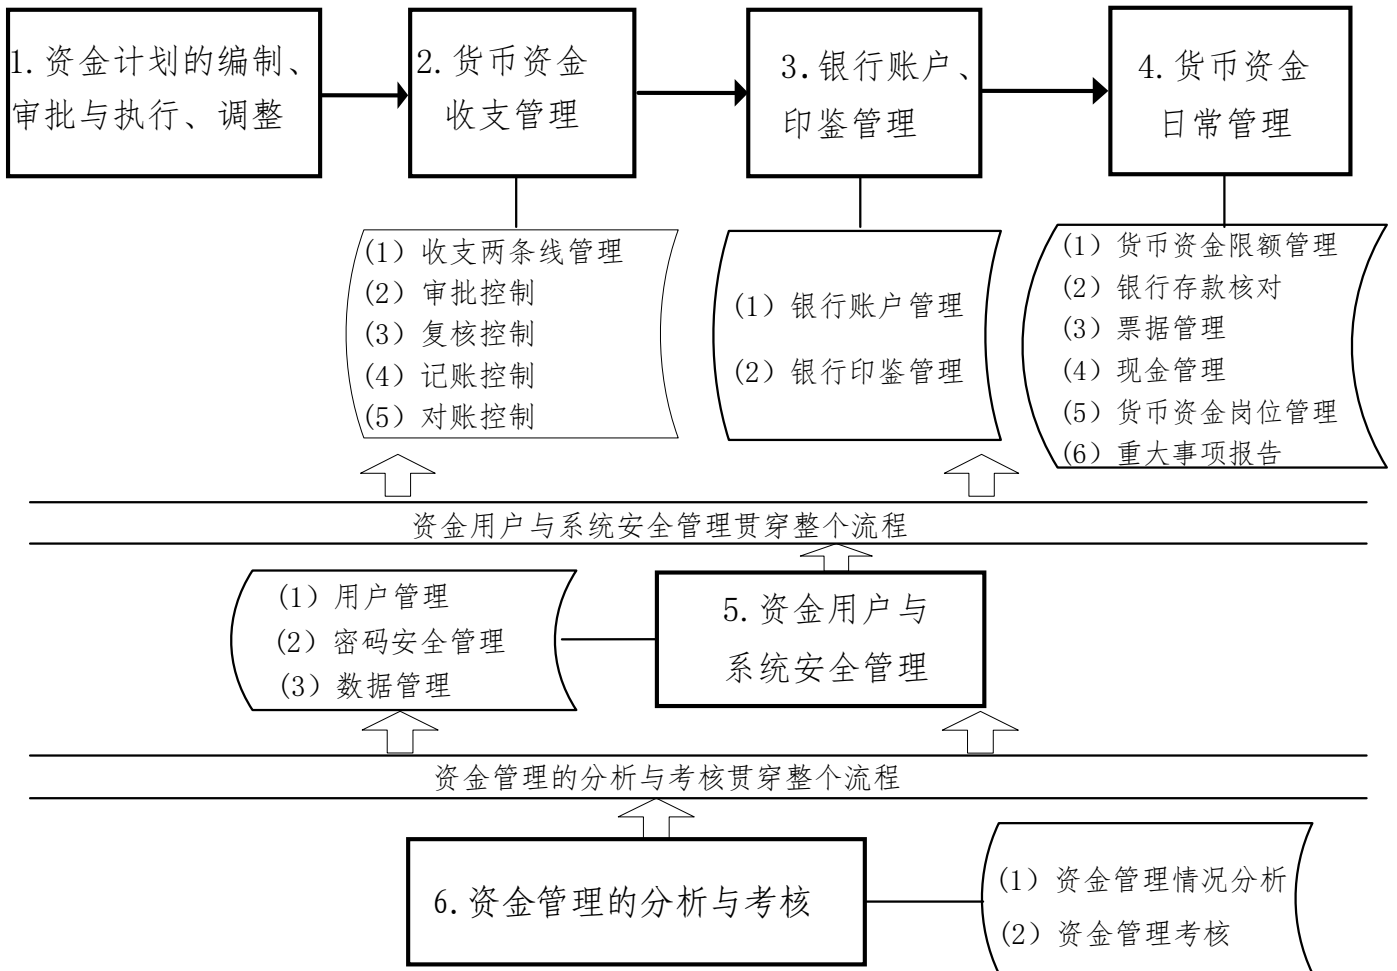 1.资金计划的编制、
审批与执行、调整
2.货币资金
收支管理
3.银行账户、
印鉴管理
4.货币资金
日常管理
(1) 收支两条线管理
(2) 审批控制
(3) 复核控制
(4) 记账控制
(5) 对账控制
(1) 银行账户管理
(2) 银行印鉴管理
(1) 货币资金限额管理
(2) 银行存款核对
(3) 票据管理
(4) 现金管理
(5) 货币资金岗位管理
(6) 重大事项报告
资金用户与系统安全管理贯穿整个流程
(1) 用户管理
(2) 密码安全管理
(3) 数据管理
5.资金用户与
系统安全管理
资金管理的分析与考核贯穿整个流程
6.资金管理的分析与考核
(1) 资金管理情况分析
(2) 资金管理考核